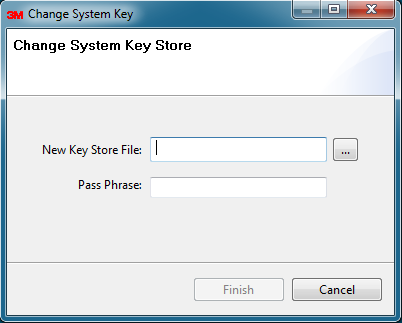 3M Change System Key
Change System Key Store
New Key Store File: ...
Pass Phrase:
Finish Cancel